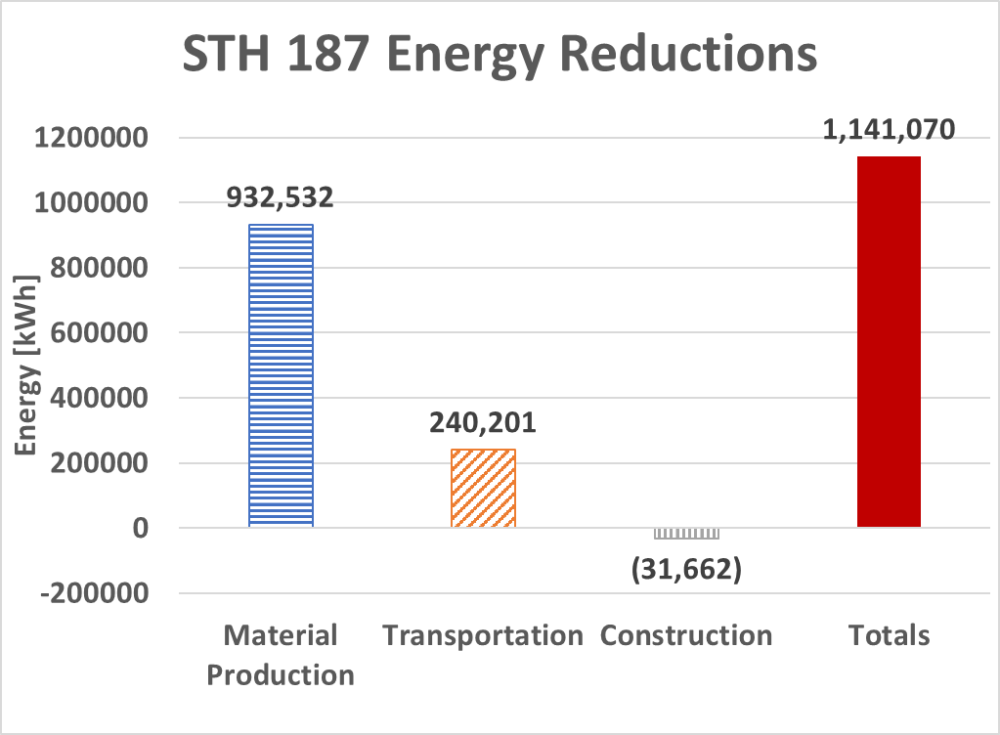 STH 187 Energy Reductions
Energy [kWh]
1200000
1000000
800000
600000
400000
200000
0
-200000
932,532
240,201
(31,662)
1,141,070
Material
Production
Transportation
Construction
Totals